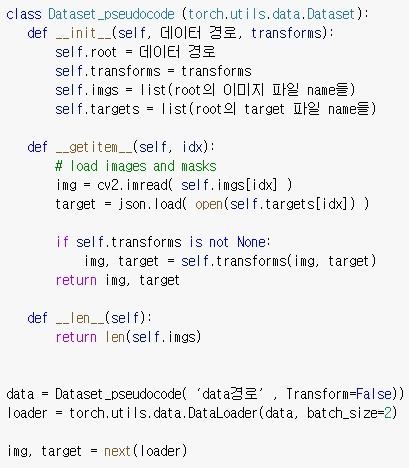 class Dataset_pseudocode (torch.utils.data.Dataset):
def __init__(self, 데이터 경로, transforms):
self.root = 데이터 경로
self.transforms = transforms
self.imgs = list(root의 이미지 파일 name들)
self.targets = list(root의 target 파일 name들)
def __getitem__(self, idx):
# load images and masks
img = cv2.imread( self.imgs[idx] )
target = json.load( open(self.targets[idx]) )
if self.transforms is not None:
img, target = self.transforms(img, target)
return img, target
def __len__(self):
return len(self.imgs)
data = Dataset_pseudocode( ‘data경로’ , Transform=False))
loader = torch.utils.data.DataLoader(data, batch_size=2)
img, target = next(loader)